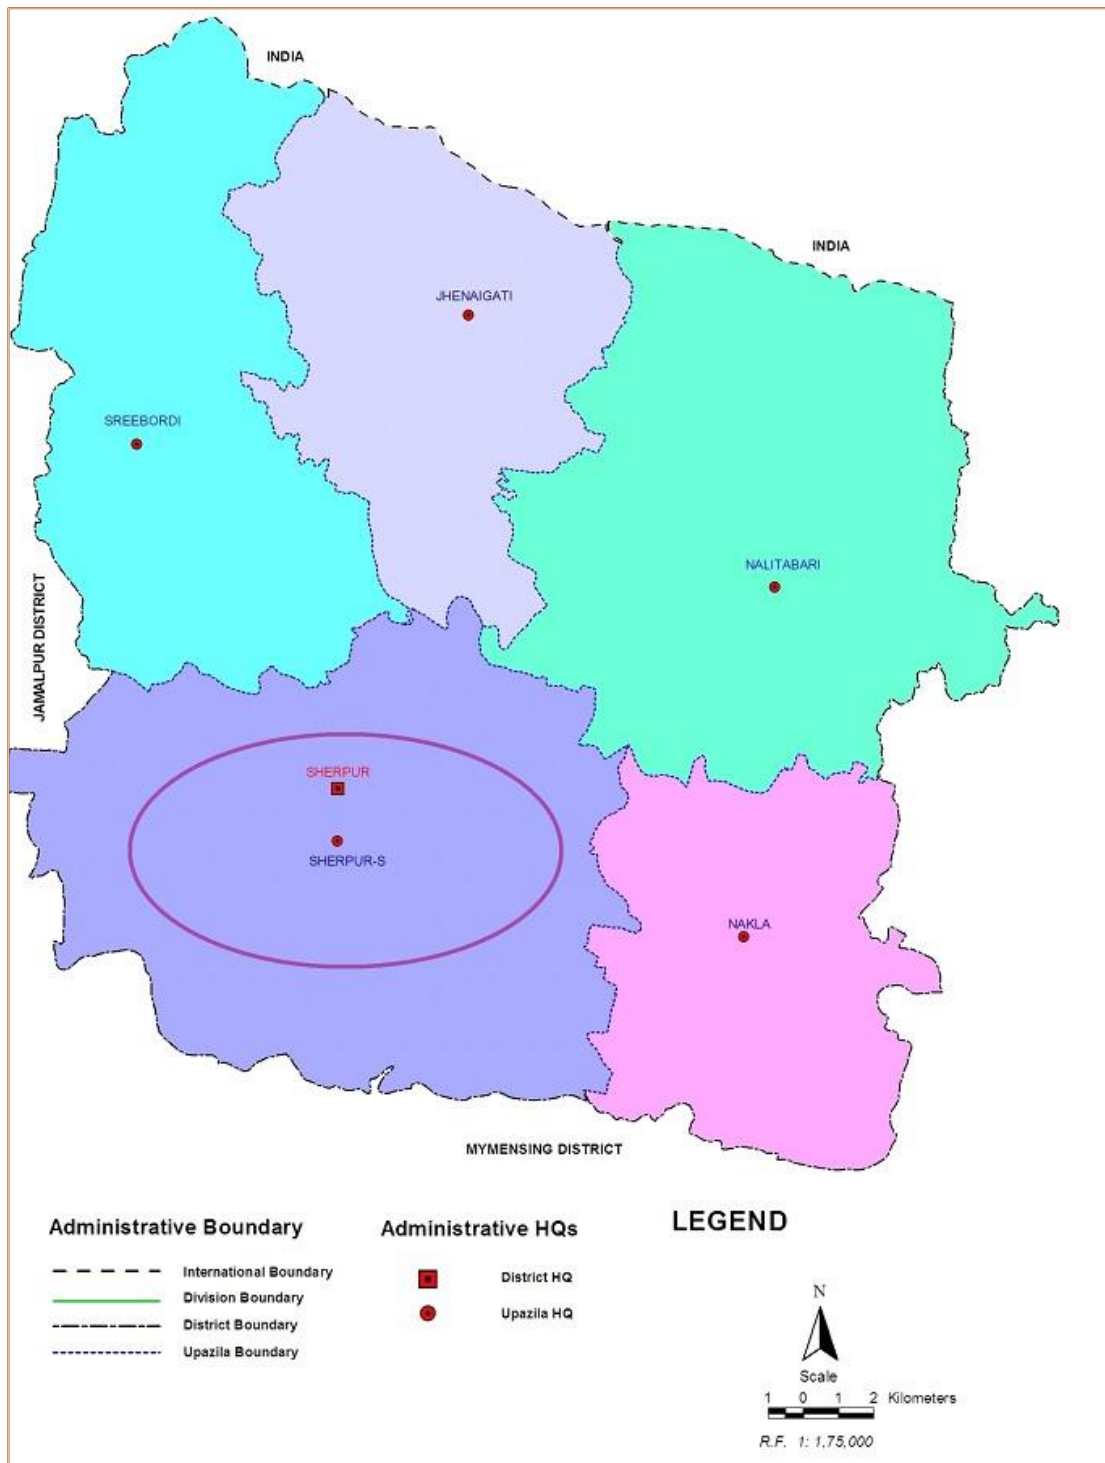 INDIA
INDIA
JHENAIGATI
SREEBORDI
NALITABARI
JAMALPUR DISTRICT
SHERPUR
SHERPUR-S
NAKLA
MYMENSING DISTRICT
LEGEND
Administrative Boundary
International Boundary
Division Boundary
District Boundary
Upazila Boundary
Administrative HQs
District HQ
Upazila HQ
N
Scale
1 0 1 2 Kilometers
R.F. 1: 1,75,000